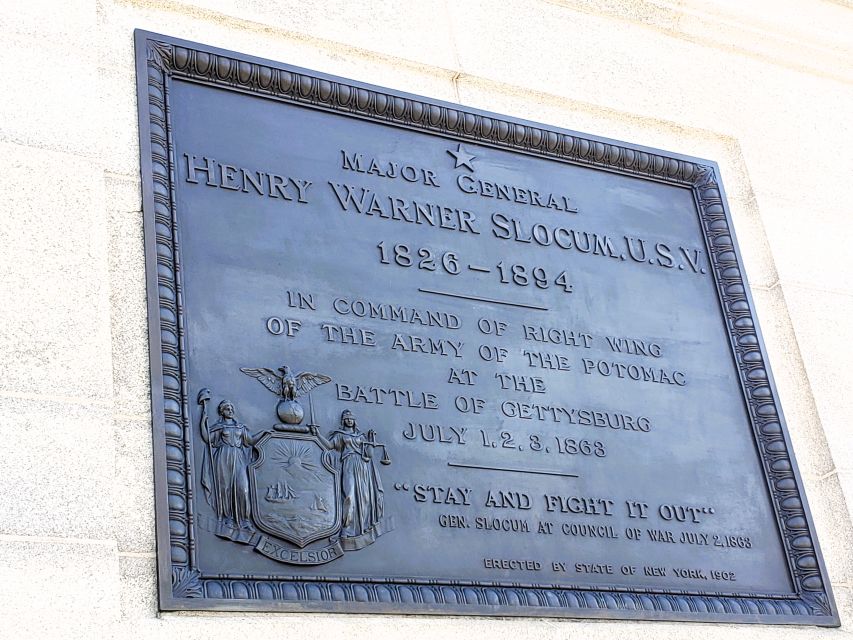 MAJOR GENERAL
HENRY WARNER SLOCUM, U.S.V.
1826 – 1894
IN COMMAND OF RIGHT WING
OF THE ARMY OF THE POTOMAC
AT THE
BATTLE OF GETTYSBURG
JULY 1, 2, 3, 1863
"STAY AND FIGHT IT OUT"
GEN. SLOCUM AT COUNCIL OF WAR JULY 2, 1863
EXCELSIOR
ERECTED BY STATE OF NEW YORK, 1902